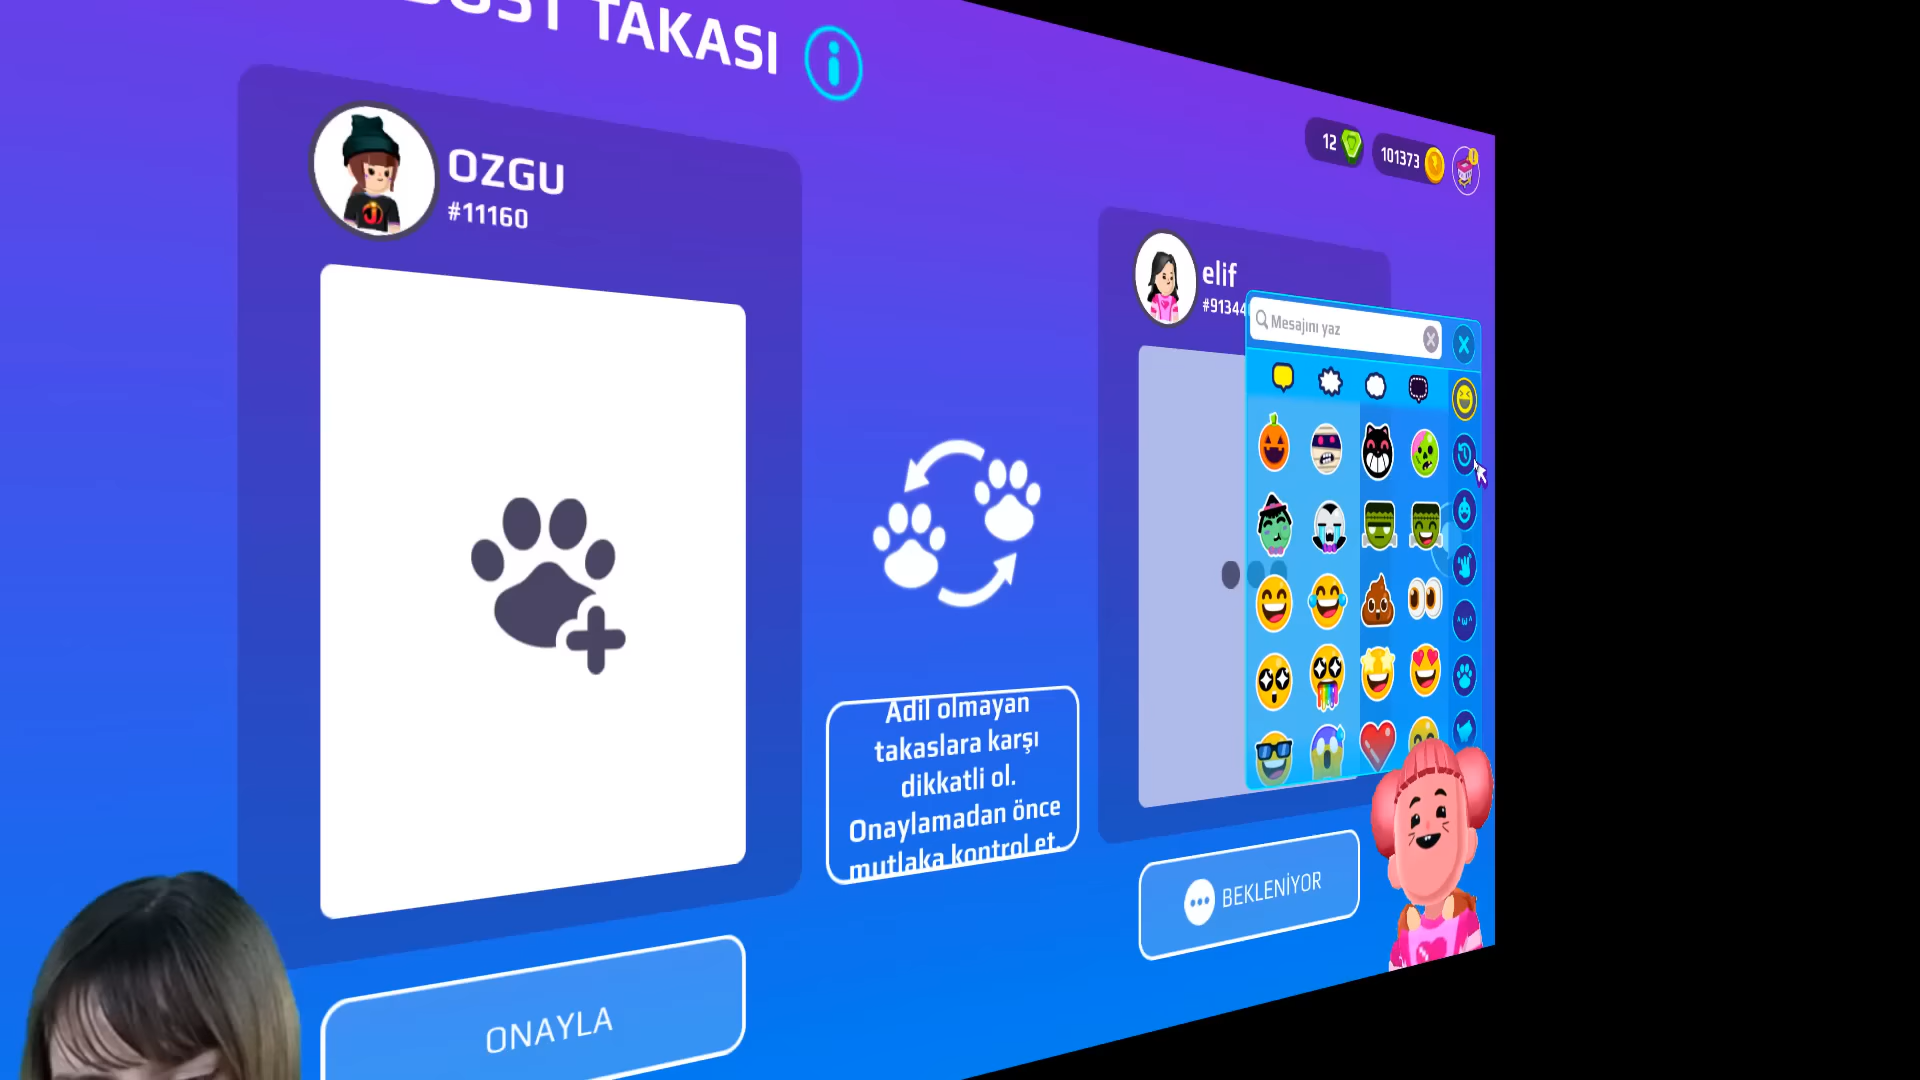 TAKASI
12
101373
OZGU
#11160
elif
#91344
Mesajını yaz
Adil olmayan
takaslara karşı
dikkatli ol.
Onaylamadan önce
mutlaka kontrol et.
BEKLENİYOR
ONAYLA